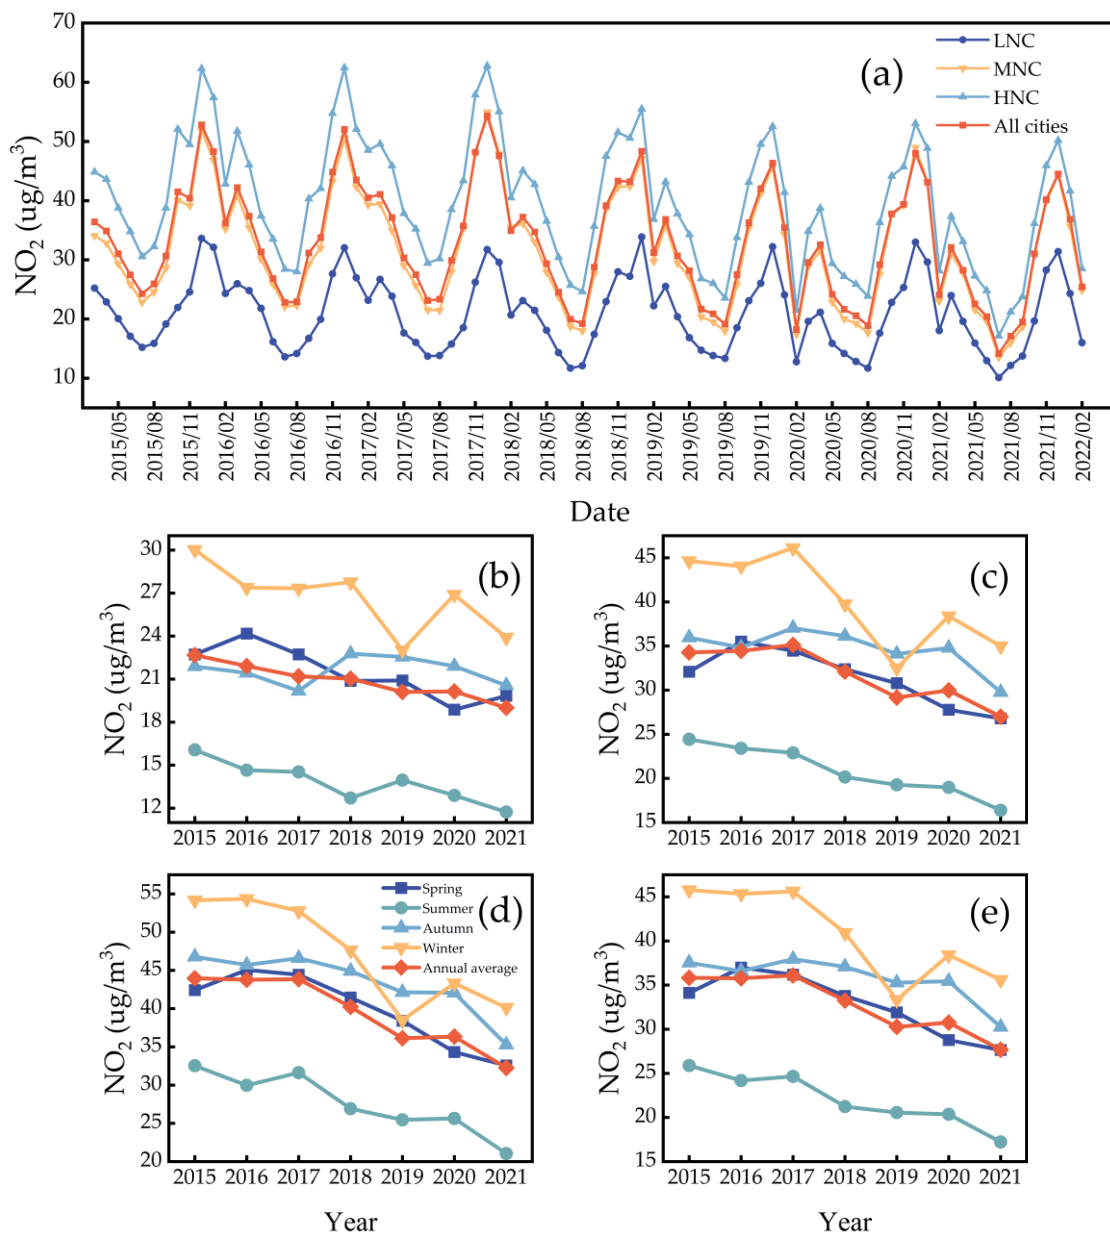 70
60
50
40
30
20
10
NO₂ (ug/m³)
(a)
LNC
MNC
HNC
All cities
2015/05
2015/08
2015/11
2016/02
2016/05
2016/08
2016/11
2017/02
2017/05
2017/08
2017/11
2018/02
2018/05
2018/08
2018/11
2019/02
2019/05
2019/08
2019/11
2020/02
2020/05
2020/08
2020/11
2021/02
2021/05
2021/08
2021/11
2022/02
Date
30
27
24
21
18
15
12
NO₂ (ug/m³)
(b)
2015 2016 2017 2018 2019 2020 2021
45
40
35
30
25
20
15
NO₂ (ug/m³)
(c)
2015 2016 2017 2018 2019 2020 2021
55
50
45
40
35
30
25
20
NO₂ (ug/m³)
Spring
Summer
Autumn
Winter
Annual average
(d)
2015 2016 2017 2018 2019 2020 2021
Year
45
40
35
30
25
20
15
NO₂ (ug/m³)
(e)
2015 2016 2017 2018 2019 2020 2021
Year